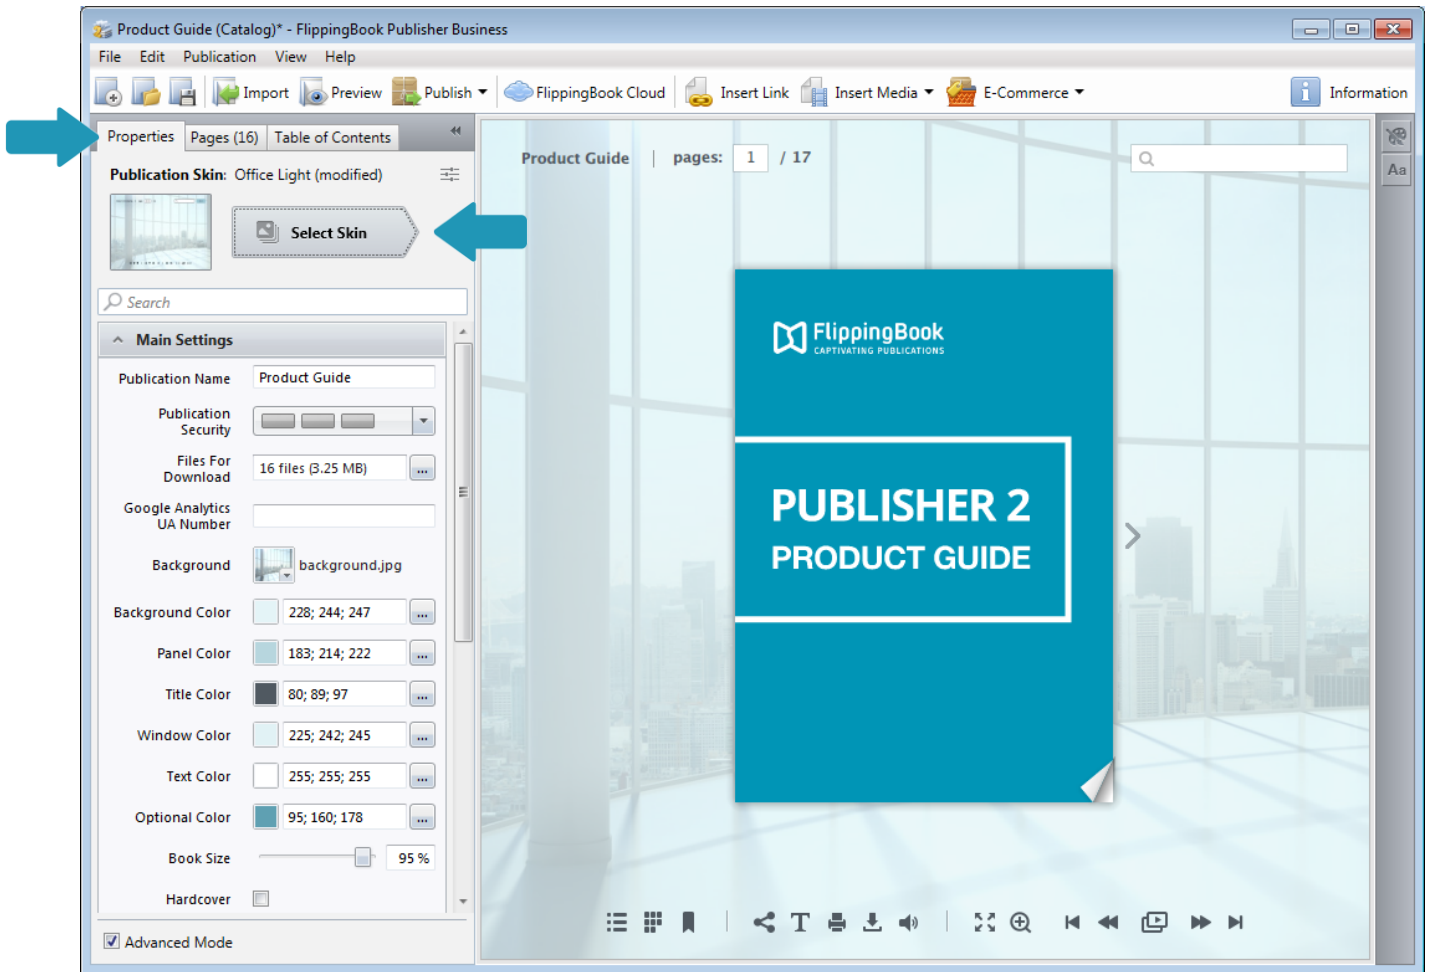 Product Guide (Catalog)* - FlippingBook Publisher Business
File Edit Publication View Help
Import Preview Publish FlippingBook Cloud Insert Link Insert Media E-Commerce Information
Properties Pages (16) Table of Contents
Publication Skin: Office Light (modified)
Select Skin
Search
Main Settings
Publication Name Product Guide
Publication
Security
Files For
Download 16 files (3.25 MB) ...
Google Analytics
UA Number
Background background.jpg
Background Color 228; 244; 247 ...
Panel Color 183; 214; 222 ...
Title Color 80; 89; 97 ...
Window Color 225; 242; 245 ...
Text Color 255; 255; 255 ...
Optional Color 95; 160; 178 ...
Book Size 95 %
Hardcover
Advanced Mode
Product Guide | pages: 1 / 17
Aa
FlippingBook
CAPTIVATING PUBLICATIONS
PUBLISHER 2
PRODUCT GUIDE
T